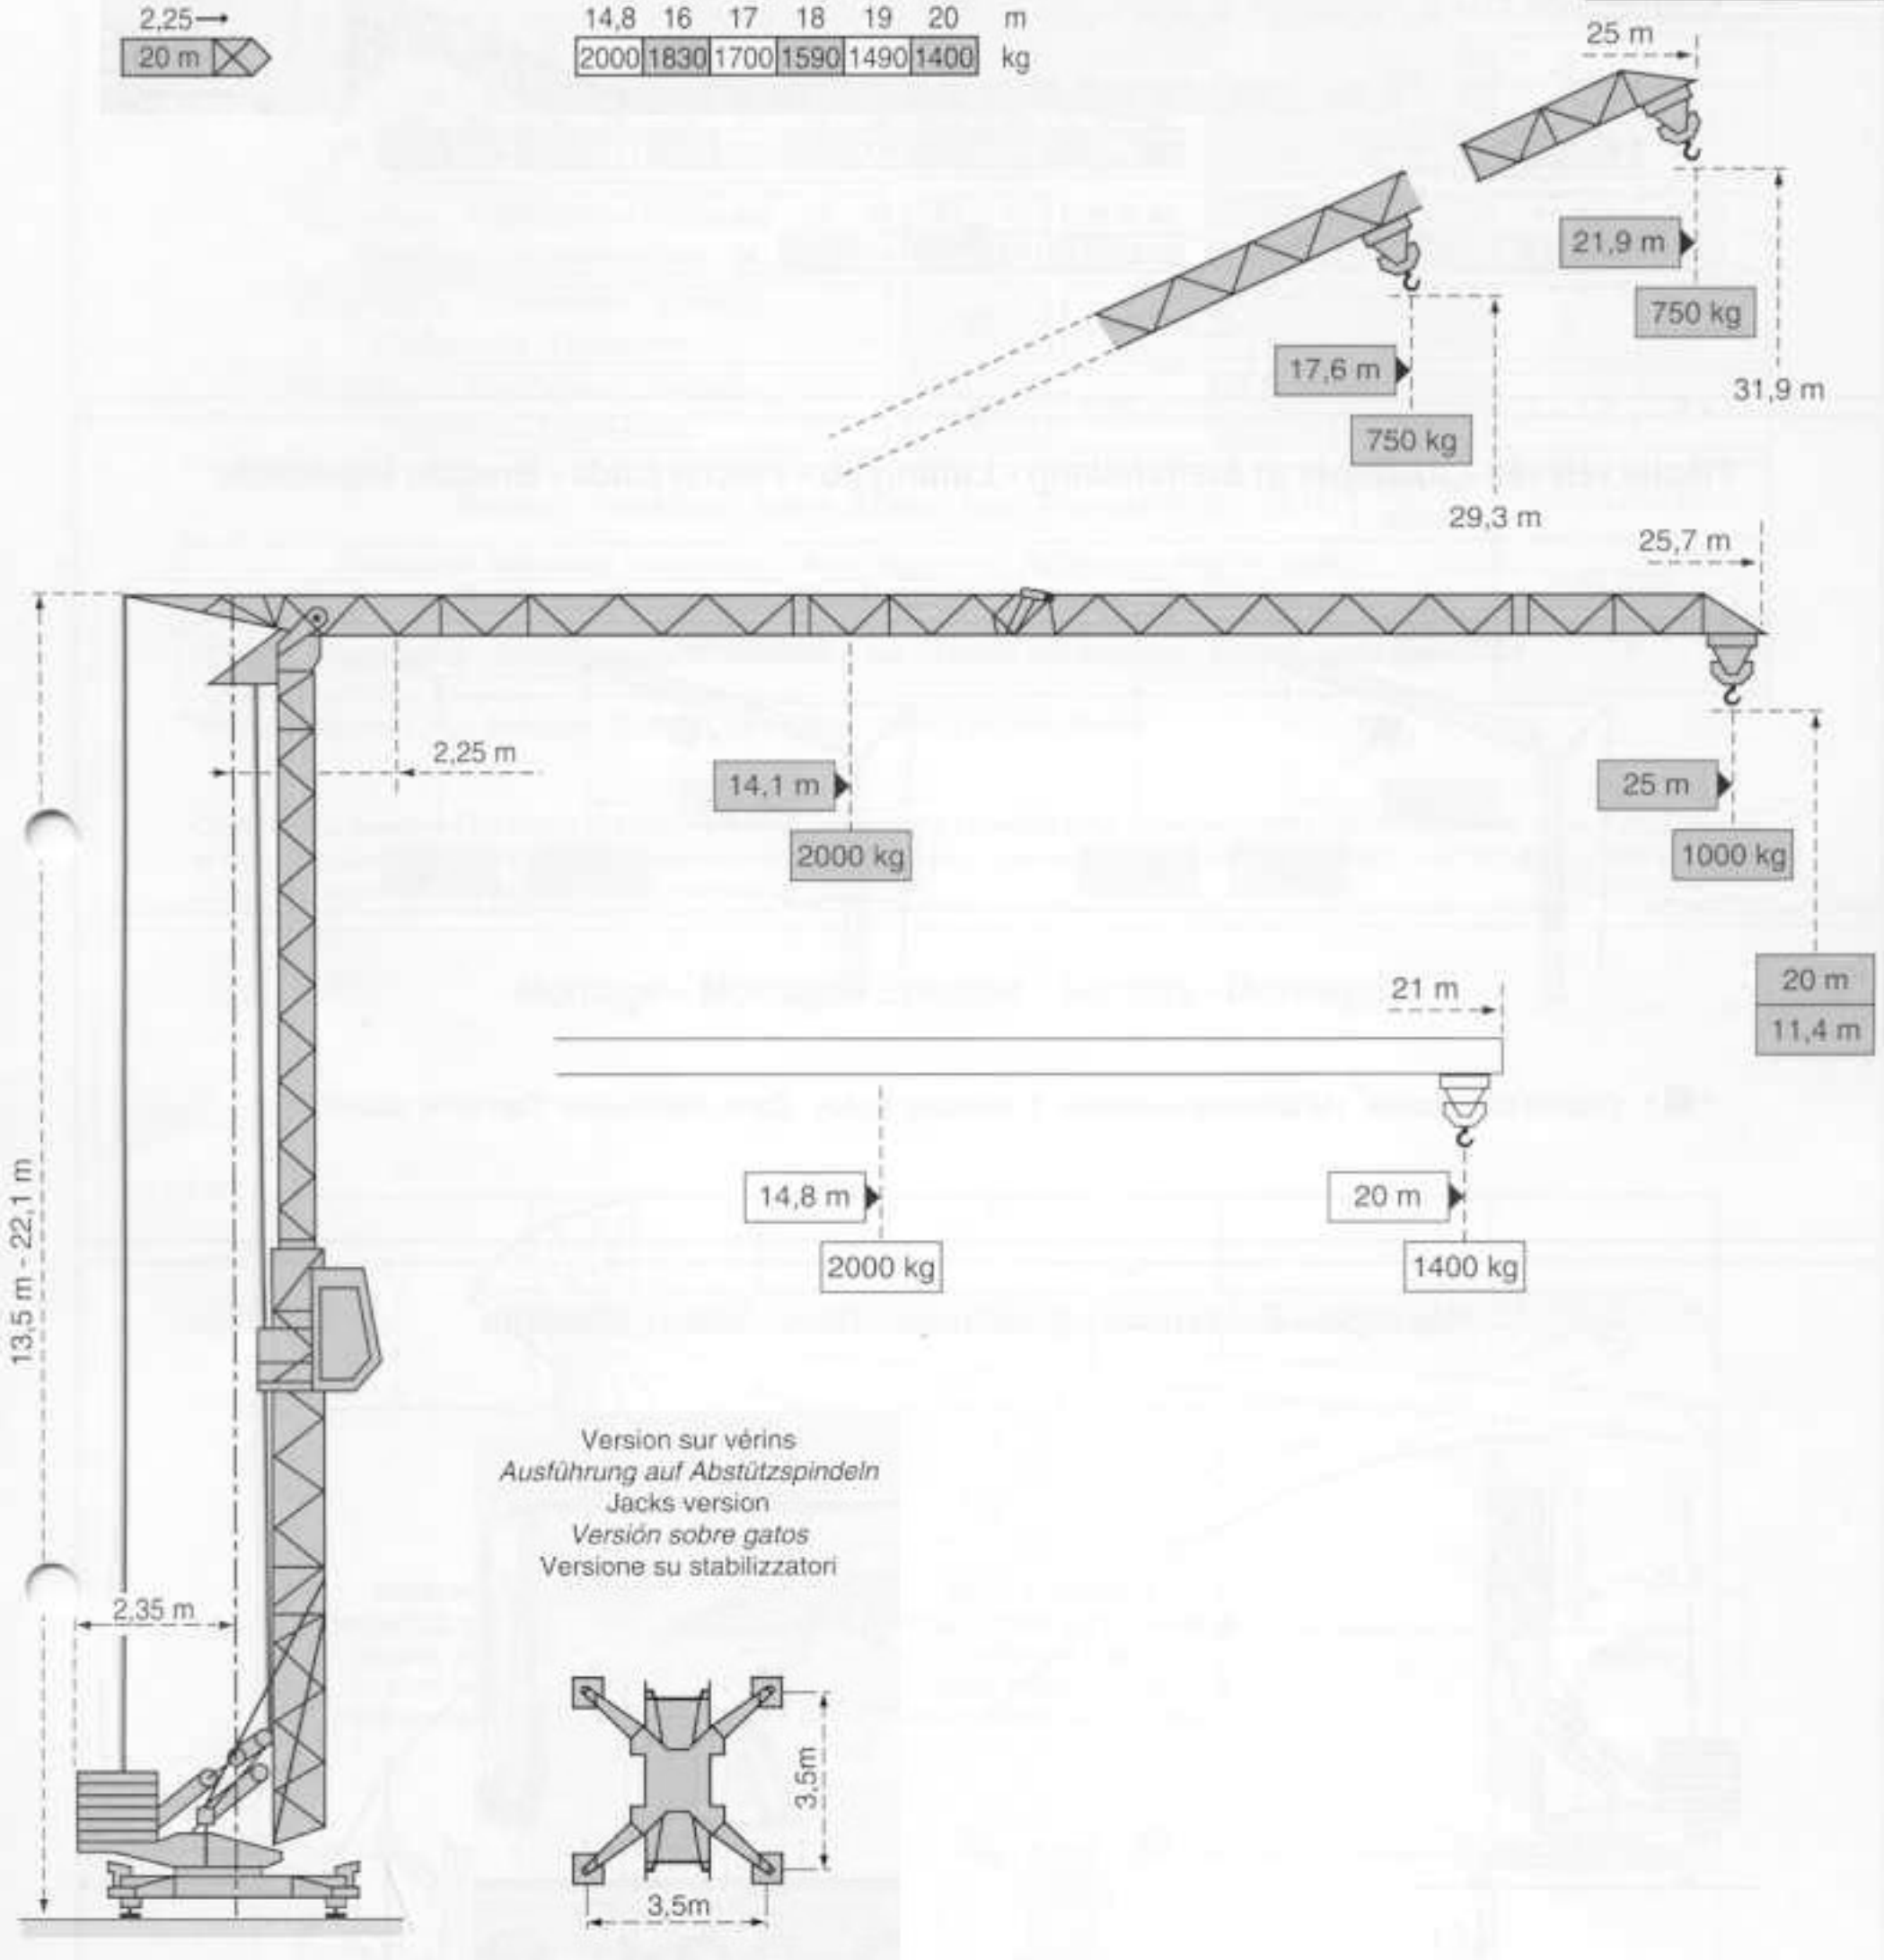 2,25
14,8 16 17 18 19 20 m
20 m
2000 1830 1700 1590 1490 1400 kg
25 m
21,9 m
750 kg
31,9 m
17,6 m
750 kg
29,3 m
25,7 m
2,25 m
14,1 m
2000 kg
25 m
1000 kg
20 m
11,4 m
21 m
14,8 m
2000 kg
20 m
1400 kg
13,5 m - 22,1 m
Version sur vérins
Ausführung auf Abstützspindeln
Jacks version
Versión sobre gatos
Versione su stabilizzatori
2,35 m
3,5m
3,5m